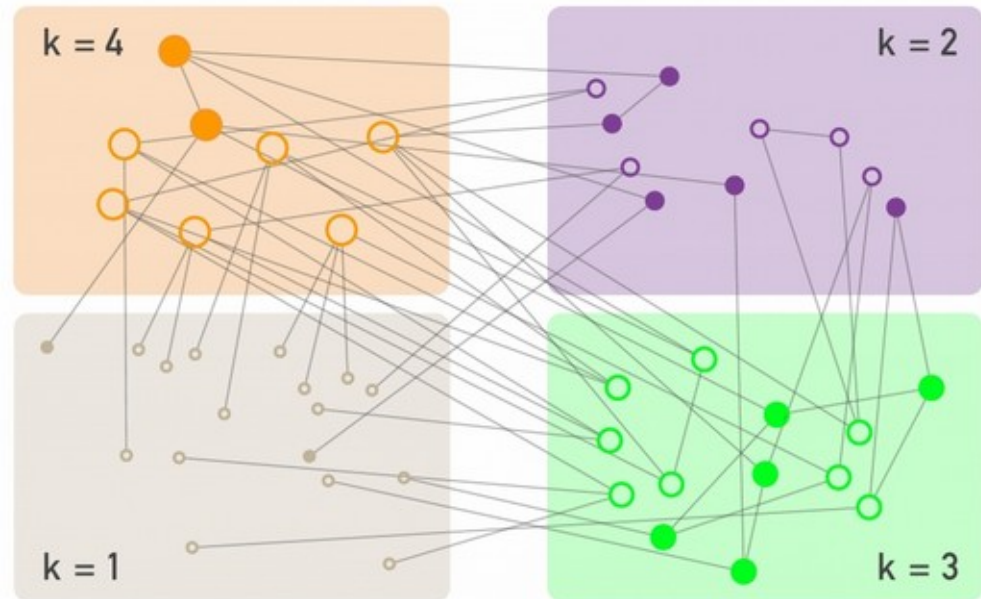 k = 4
k = 2
k = 1
k = 3